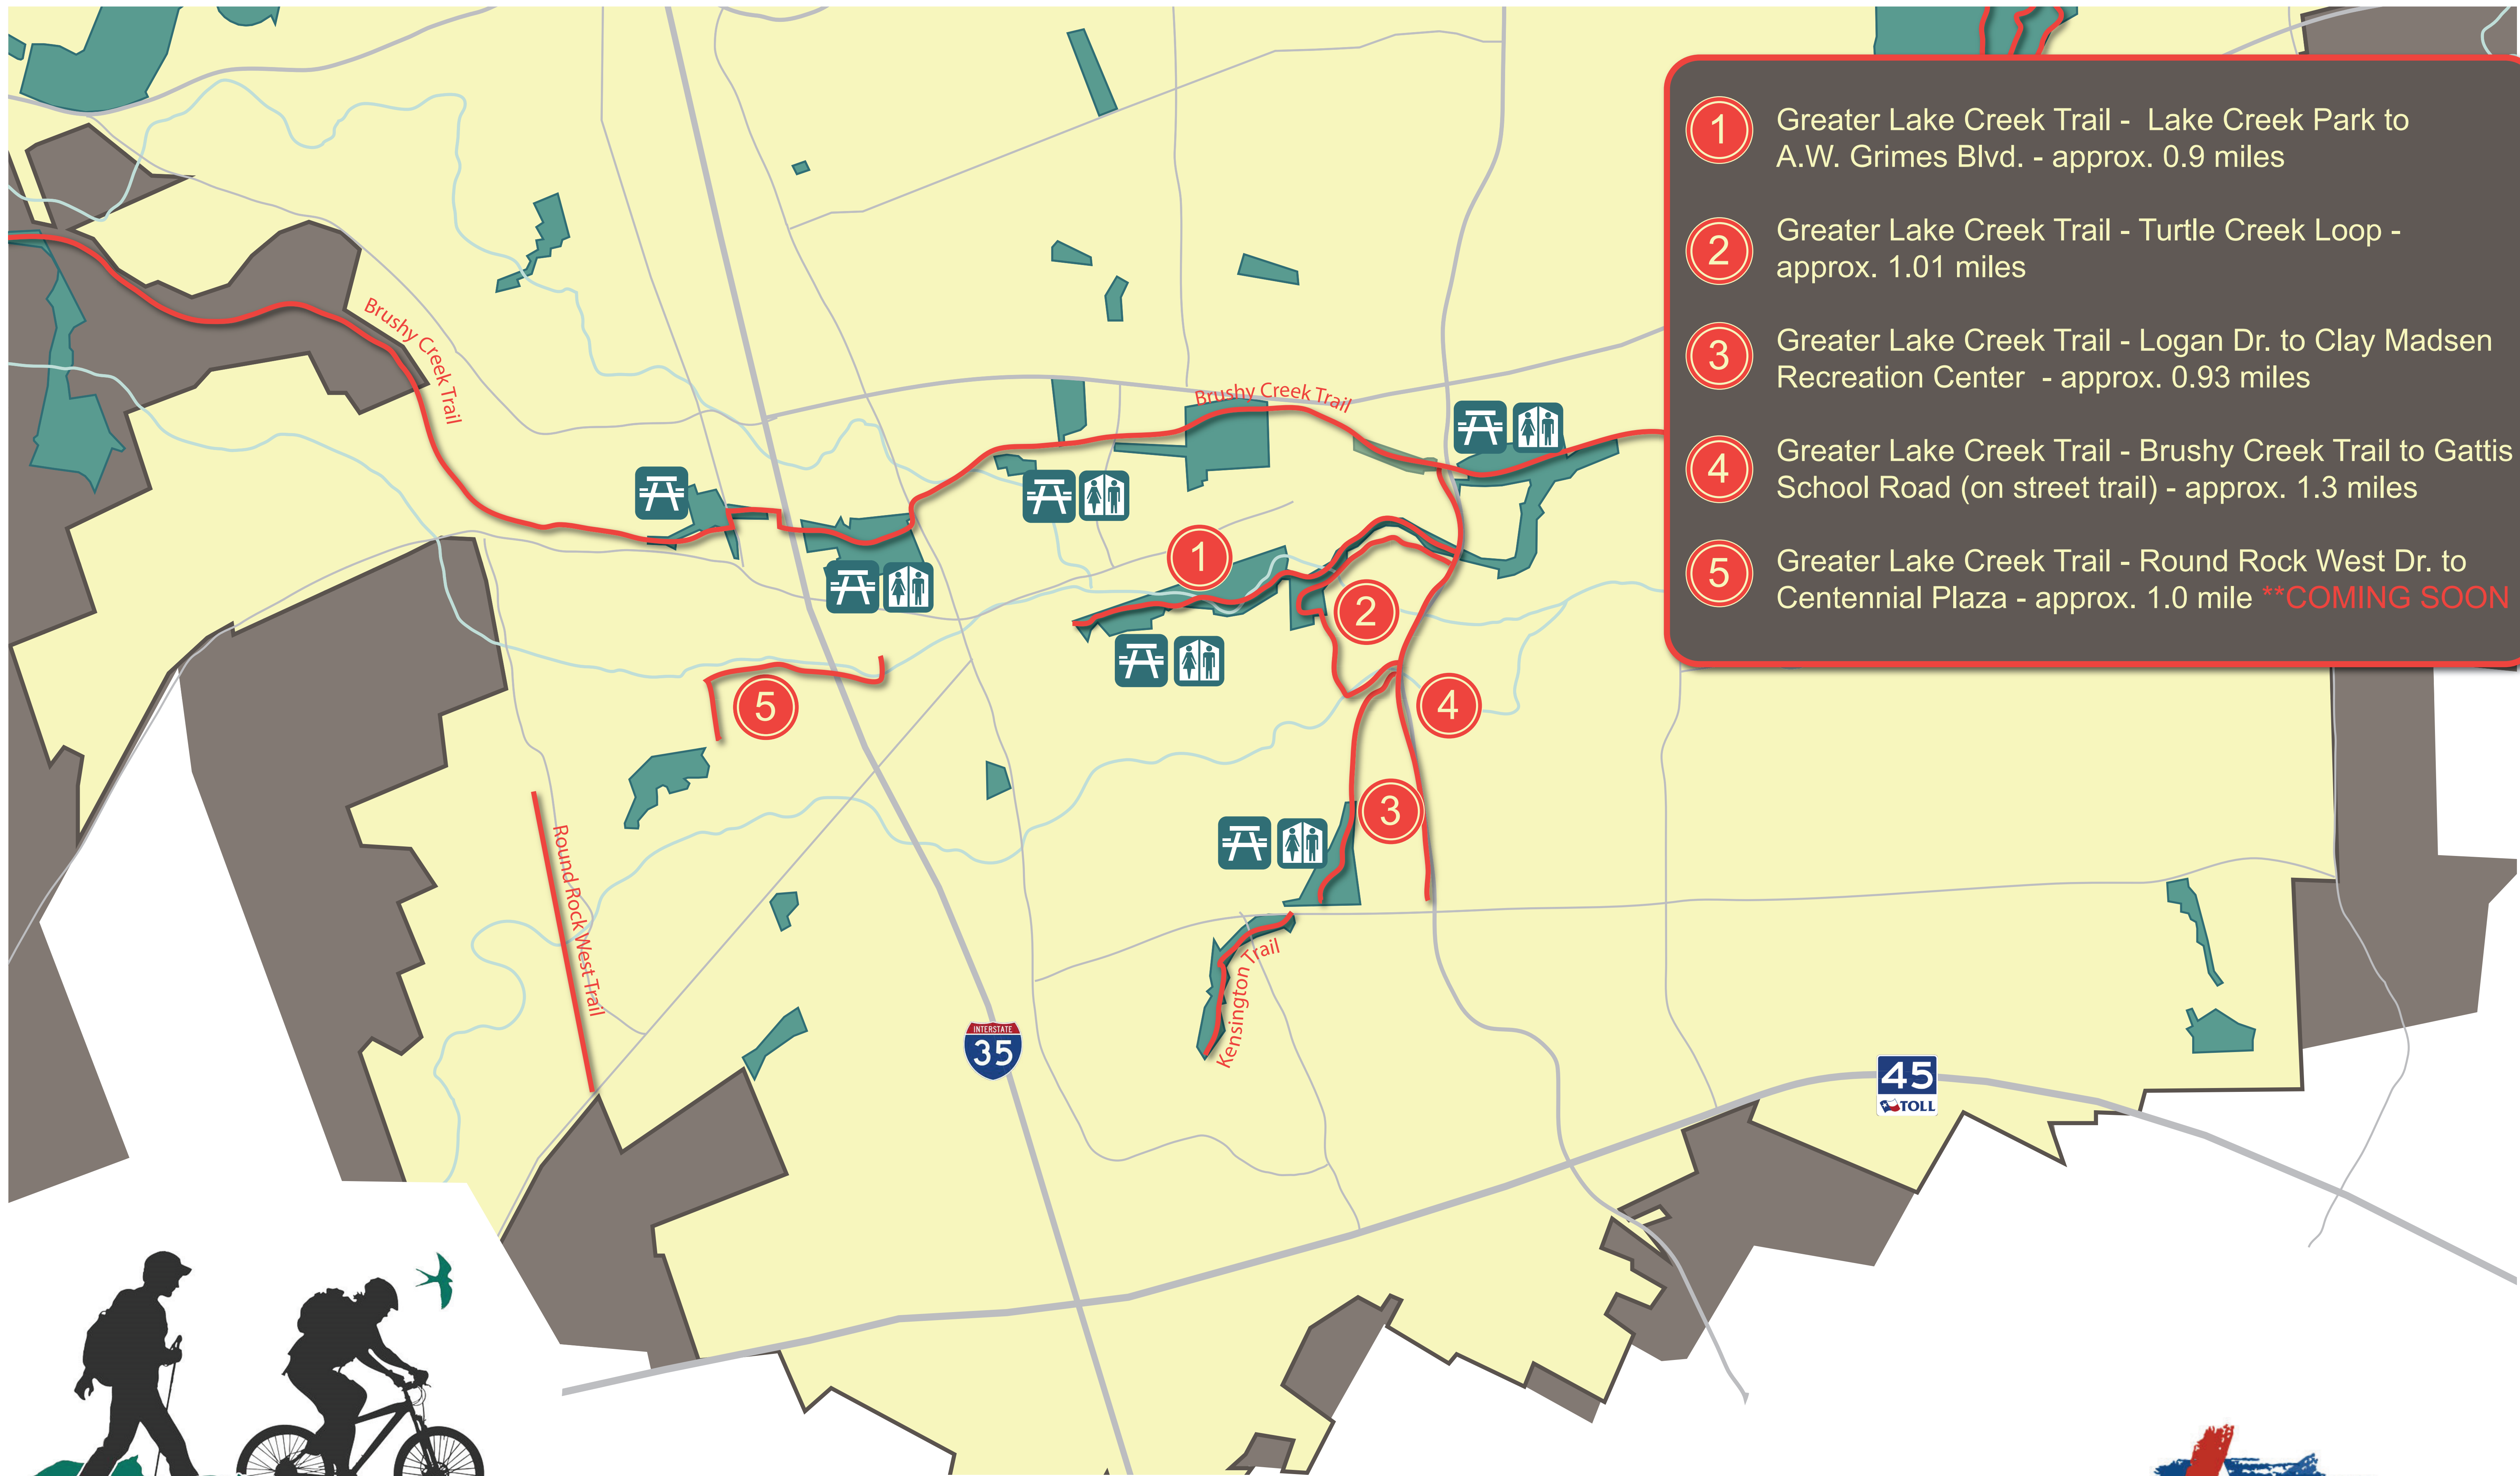 1
Greater Lake Creek Trail - Lake Creek Park to
A.W. Grimes Blvd. - approx. 0.9 miles
2
Greater Lake Creek Trail - Turtle Creek Loop -
approx. 1.01 miles
3
Greater Lake Creek Trail - Logan Dr. to Clay Madsen
Recreation Center - approx. 0.93 miles
4
Greater Lake Creek Trail - Brushy Creek Trail to Gattis
School Road (on street trail) - approx. 1.3 miles
5
Greater Lake Creek Trail - Round Rock West Dr. to
Centennial Plaza - approx. 1.0 mile **COMING SOON
Brushy Creek Trail
Brushy Creek Trail
1
2
5
4
3
Round Rock West Trail
Kensington Trail
INTERSTATE
35
45
TOLL